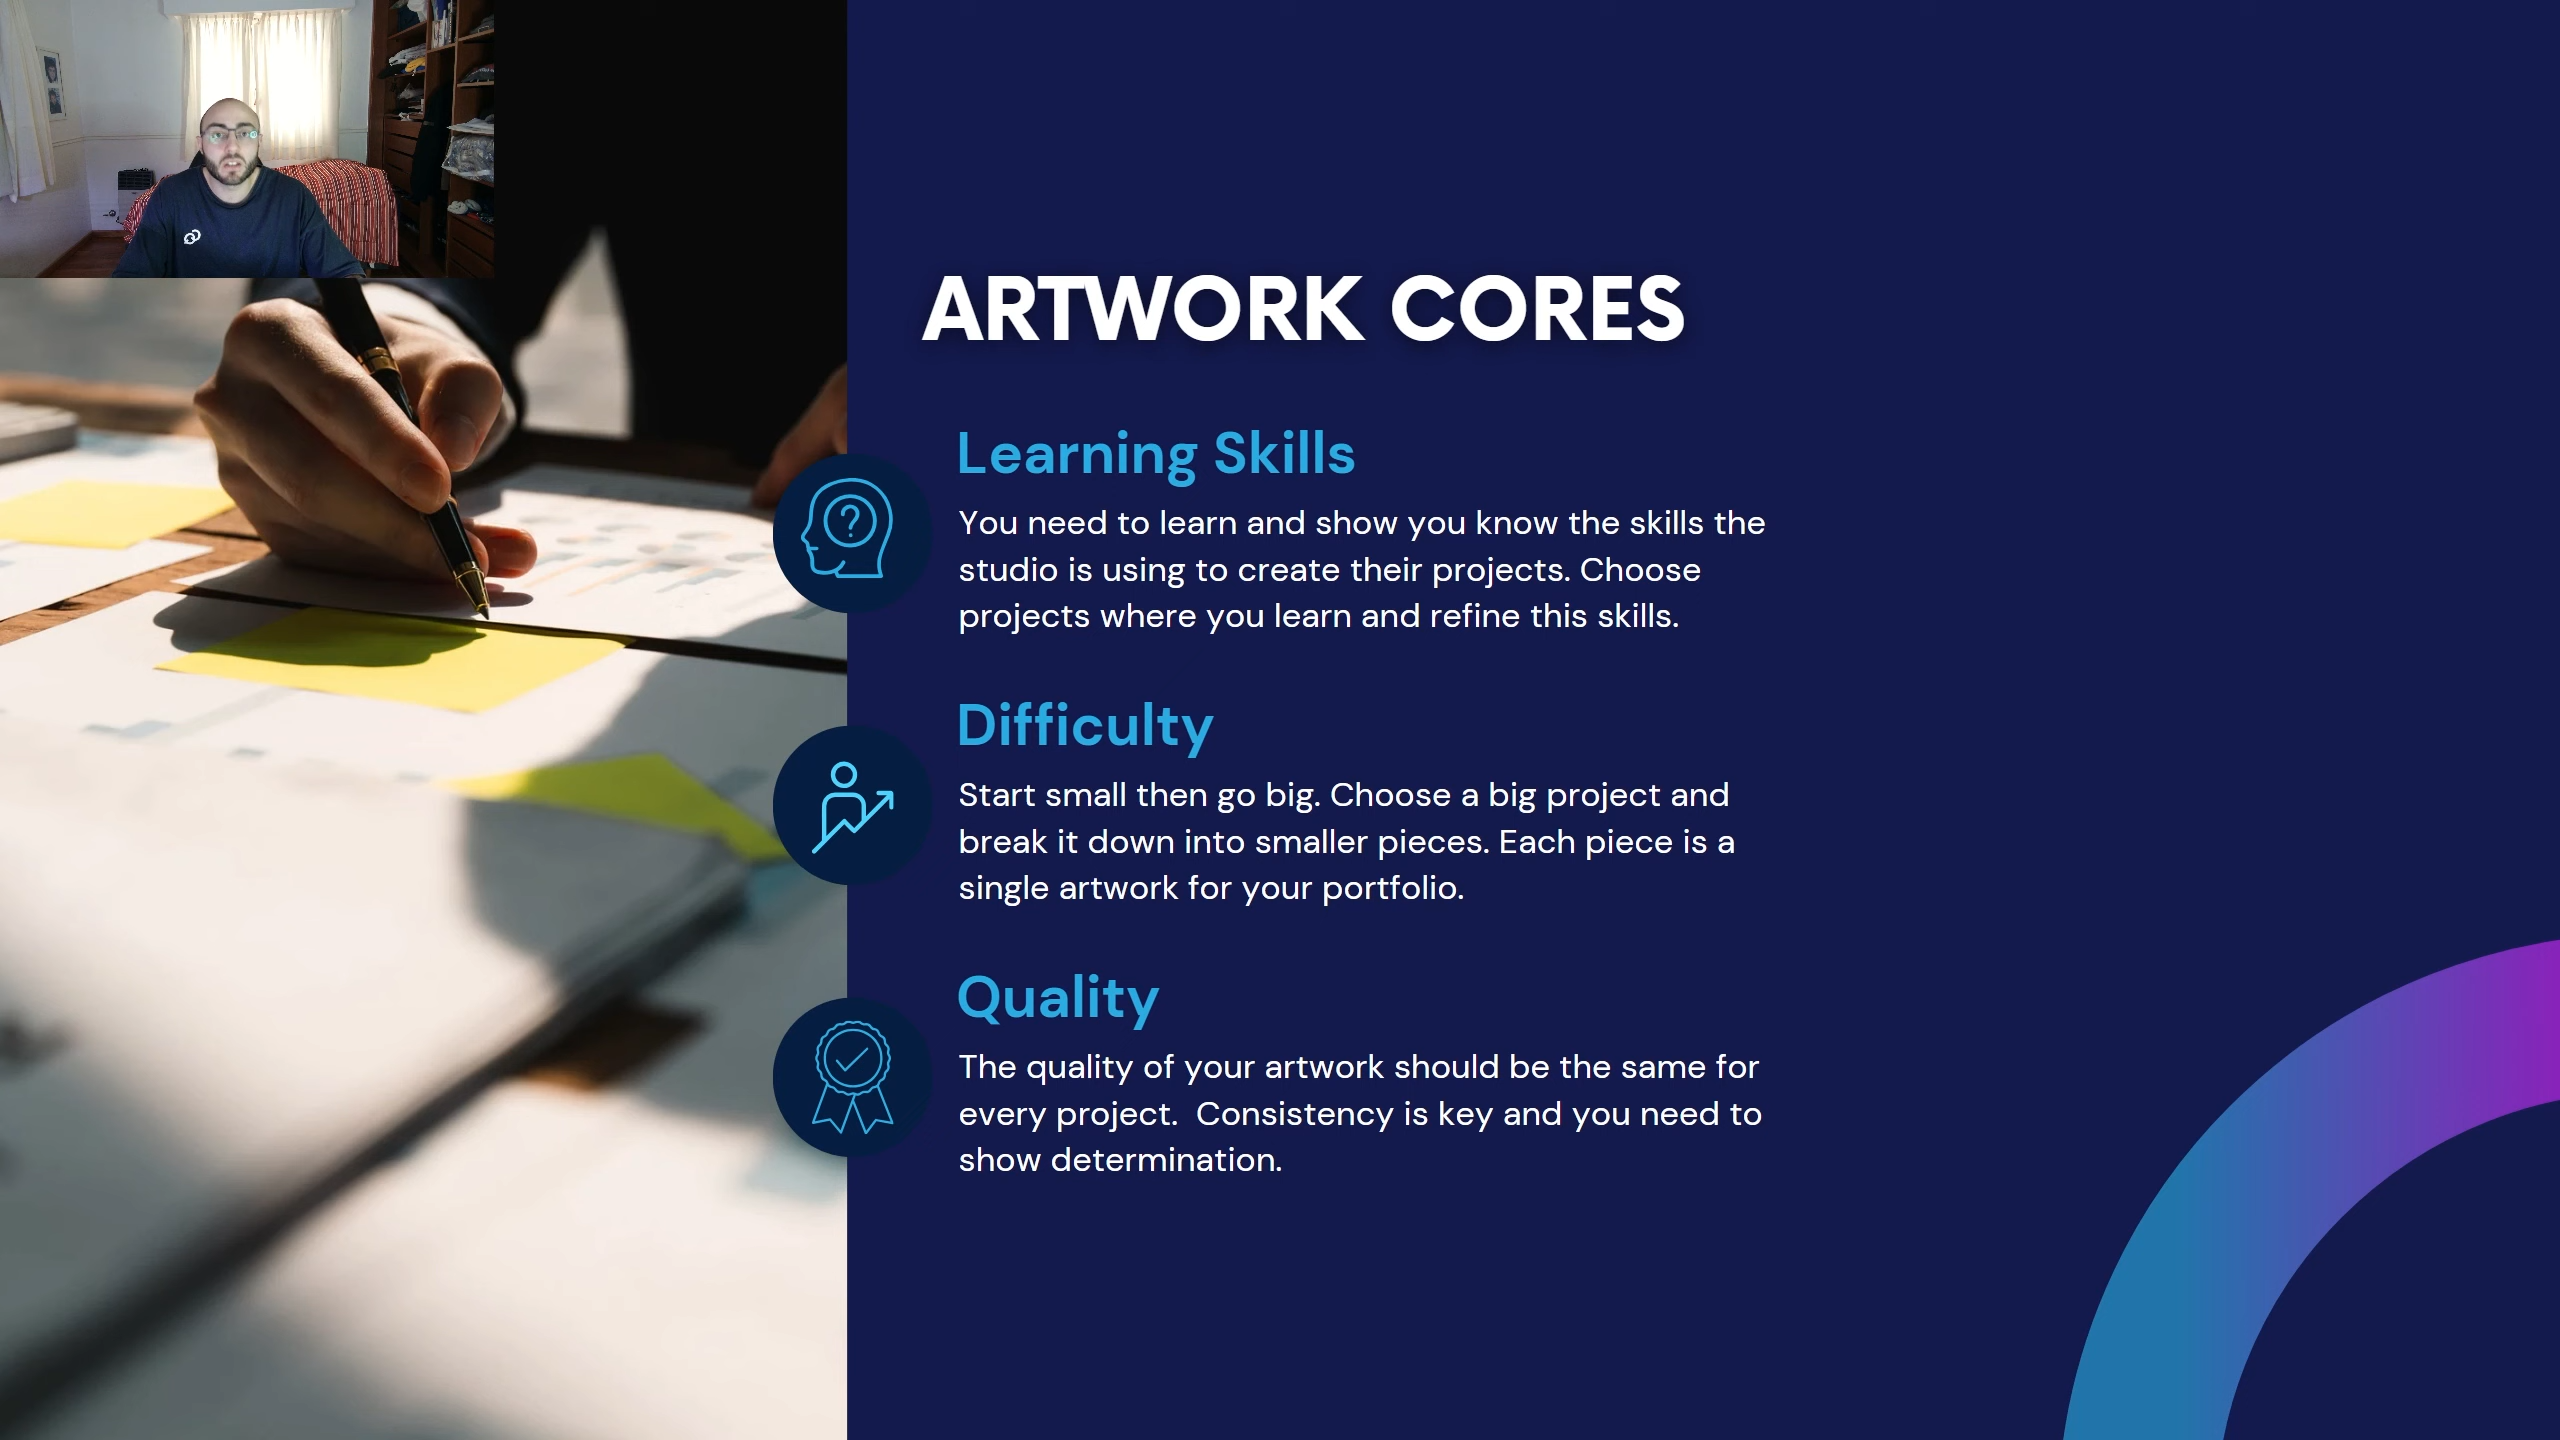 ARTWORK CORES
Learning Skills
You need to learn and show you know the skills the
studio is using to create their projects. Choose
projects where you learn and refine this skills.
Difficulty
Start small then go big. Choose a big project and
break it down into smaller pieces. Each piece is a
single artwork for your portfolio.
Quality
The quality of your artwork should be the same for
every project.  Consistency is key and you need to
show determination.